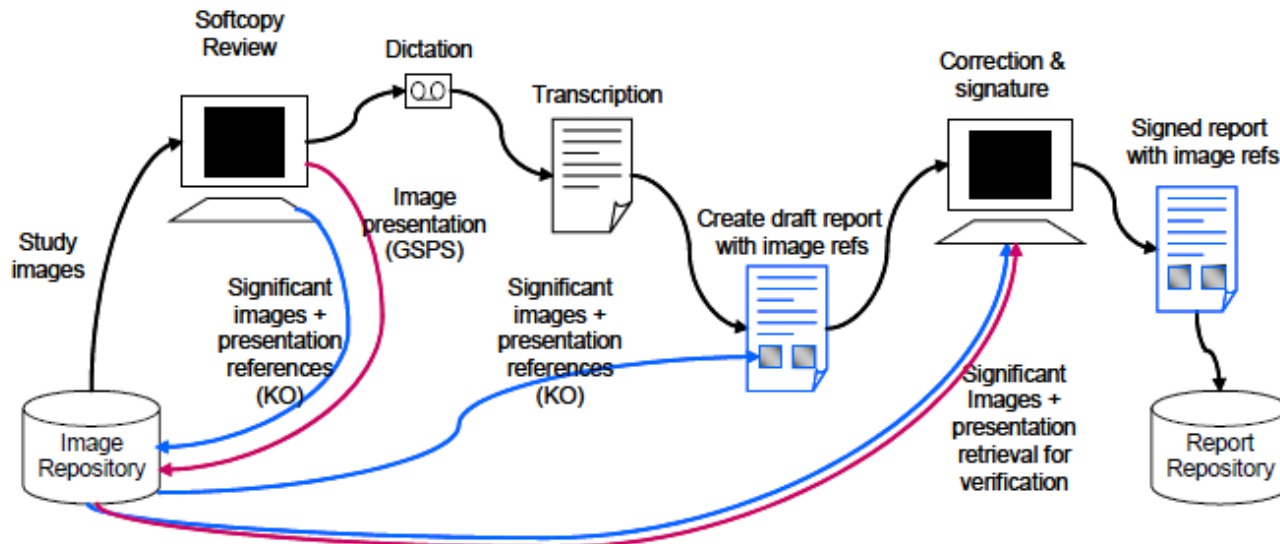 Softcopy
Review
Dictation
Transcription
Correction &
signature
Signed report
with image refs
Image
presentation
(GSPS)
Create draft report
with image refs
Study
images
Significant
images +
presentation
references
(KO)
Significant
images +
presentation
references
(KO)
Significant
Images +
presentation
retrieval for
verification
Image
Repository
Report
Repository